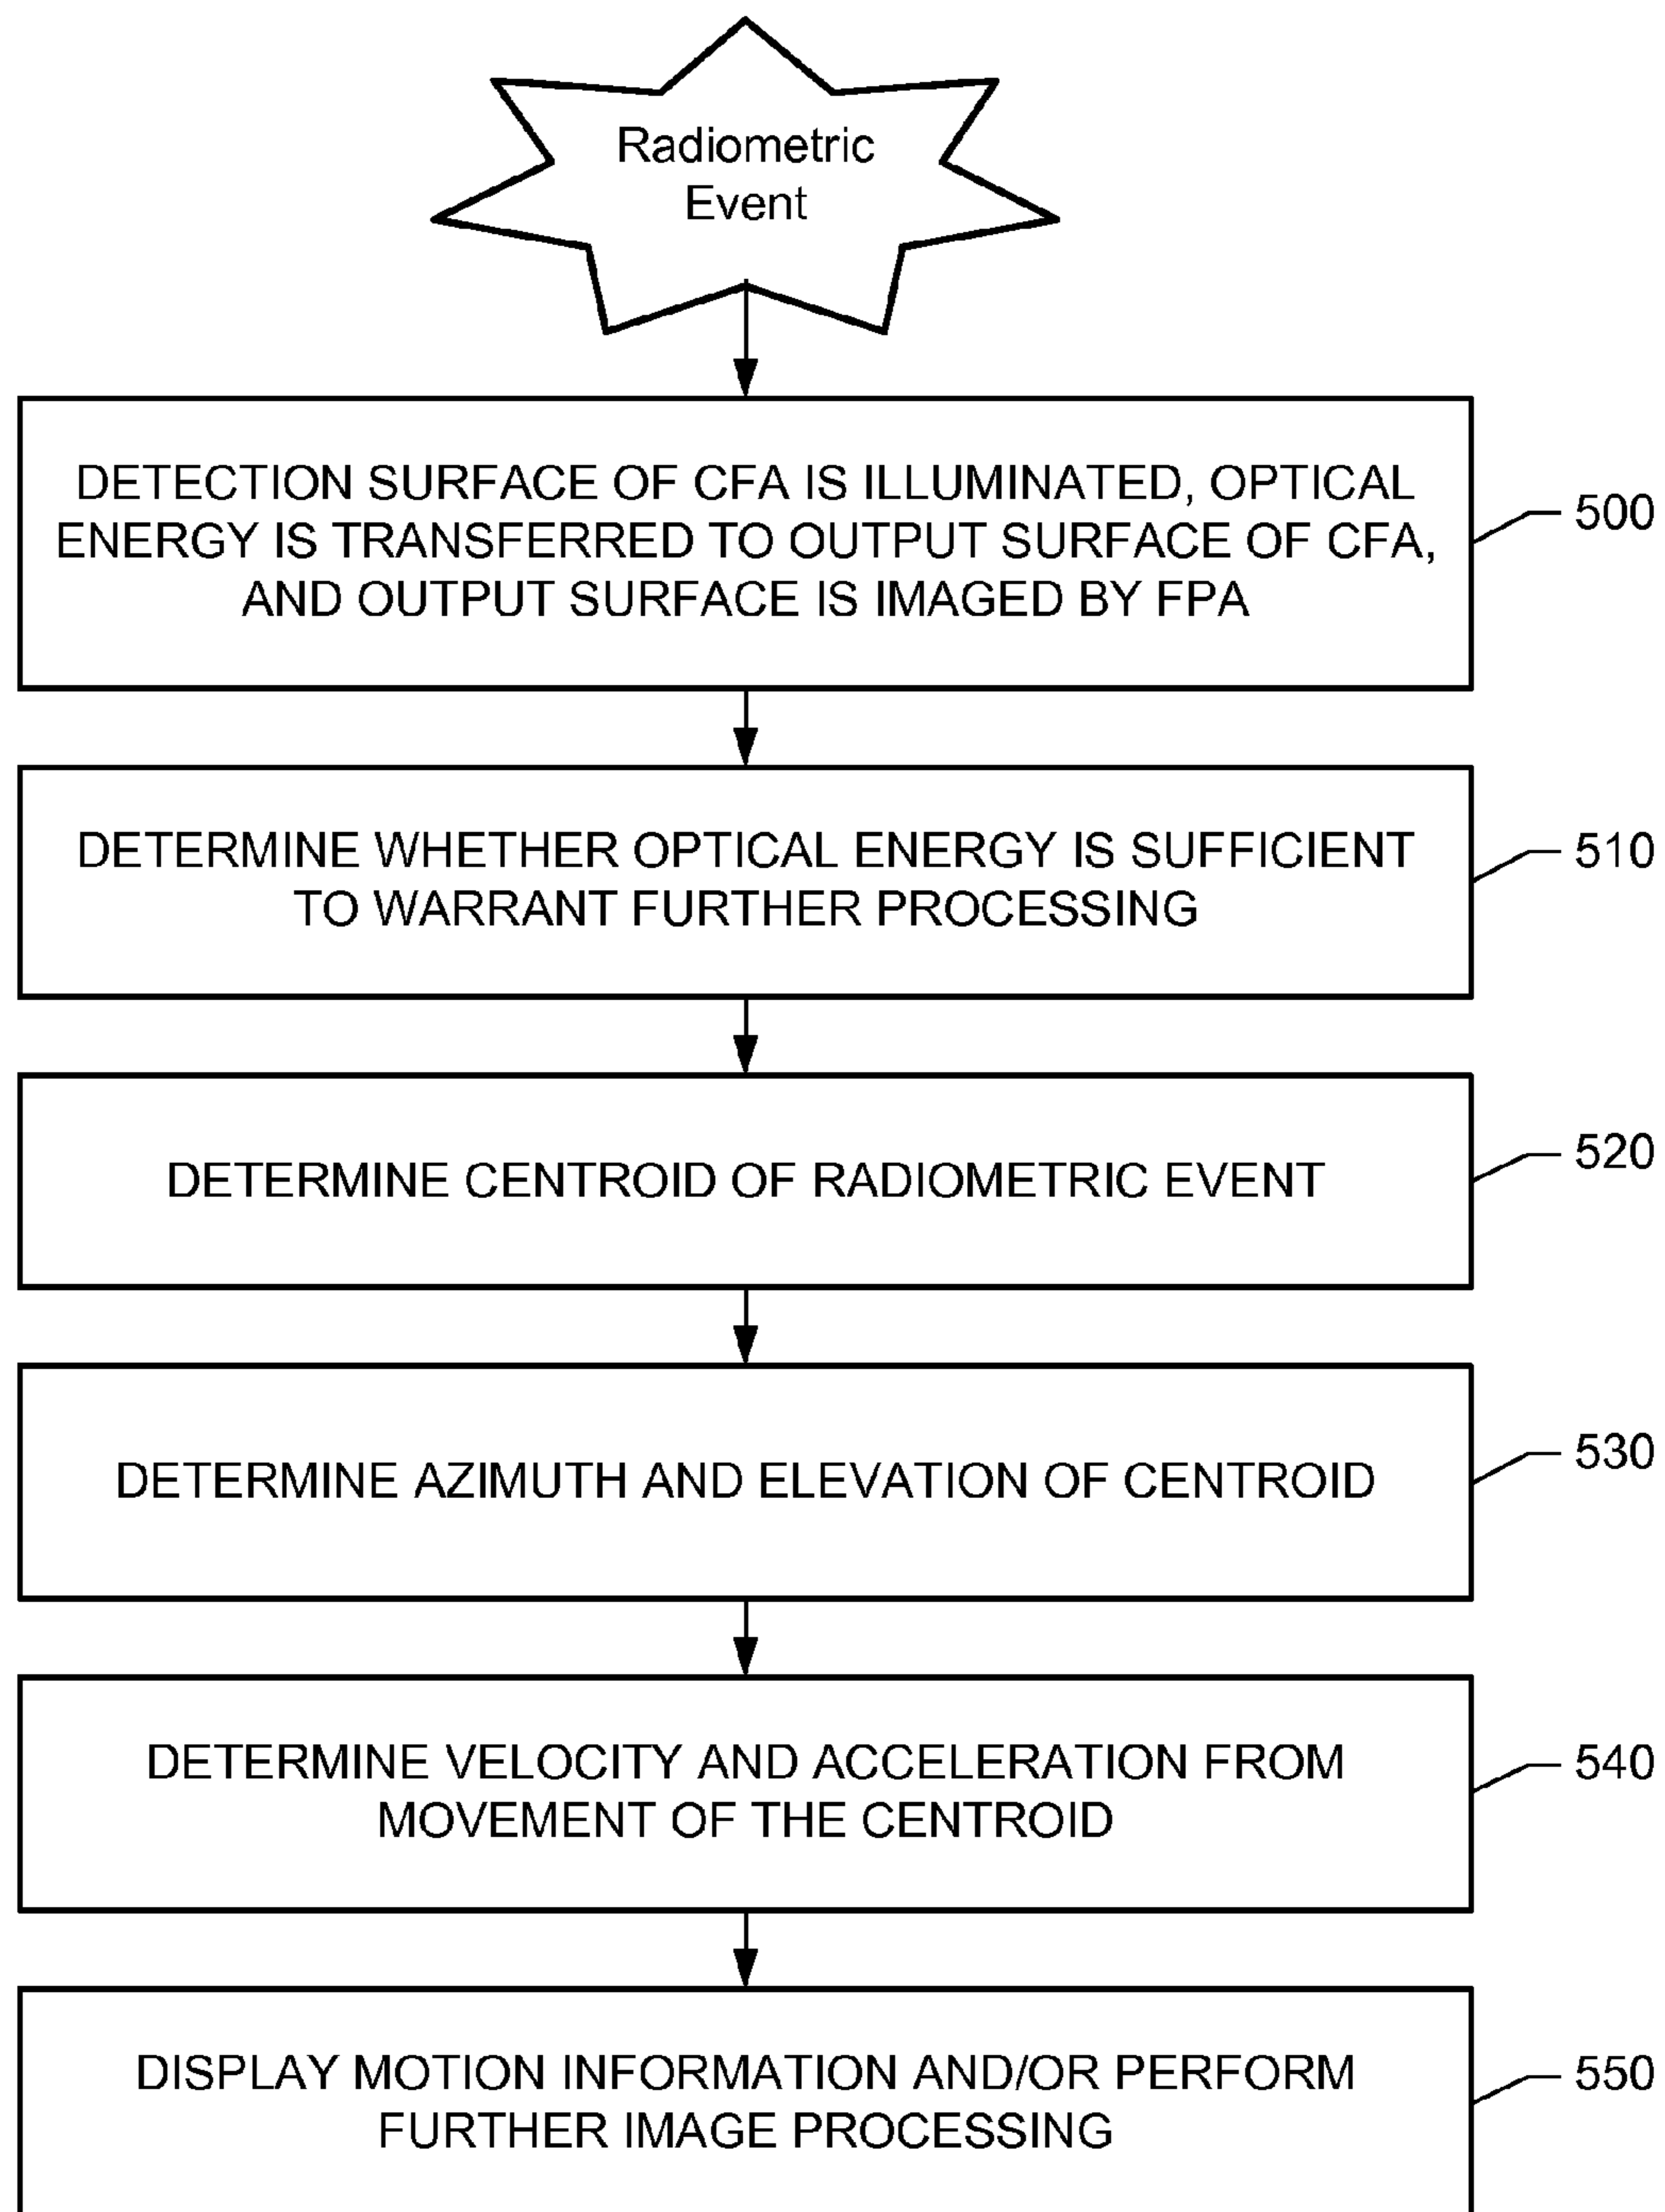 Radiometric
Event
DETECTION SURFACE OF CFA IS ILLUMINATED, OPTICAL
ENERGY IS TRANSFERRED TO OUTPUT SURFACE OF CFA,
AND OUTPUT SURFACE IS IMAGED BY FPA
500
DETERMINE WHETHER OPTICAL ENERGY IS SUFFICIENT
TO WARRANT FURTHER PROCESSING
510
DETERMINE CENTROID OF RADIOMETRIC EVENT
520
DETERMINE AZIMUTH AND ELEVATION OF CENTROID
530
DETERMINE VELOCITY AND ACCELERATION FROM
MOVEMENT OF THE CENTROID
540
DISPLAY MOTION INFORMATION AND/OR PERFORM
FURTHER IMAGE PROCESSING
550